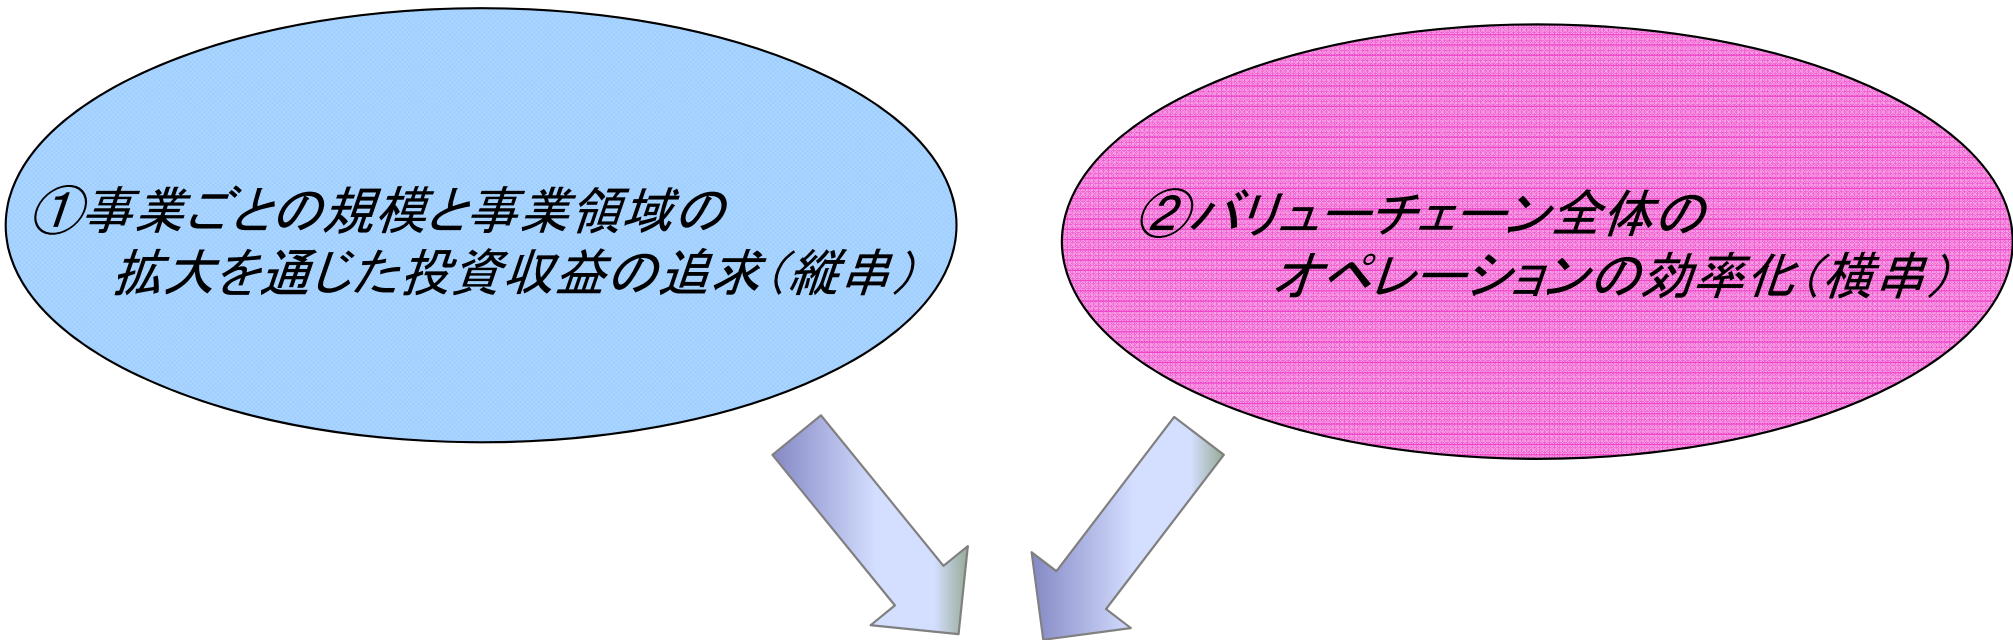 ①事業ごとの規模と事業領域の
拡大を通じた投資収益の追求（縦串）
②バリューチェーン全体の
オペレーションの効率化（横串）